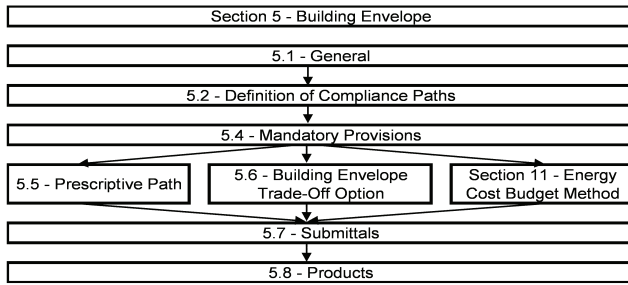 Section 5 - Building Envelope
5.1 - General
5.2 - Definition of Compliance Paths
5.4 - Mandatory Provisions
5.5 - Prescriptive Path
5.6 - Building Envelope
Trade-Off Option
Section 11 - Energy
Cost Budget Method
5.7 - Submittals
5.8 - Products